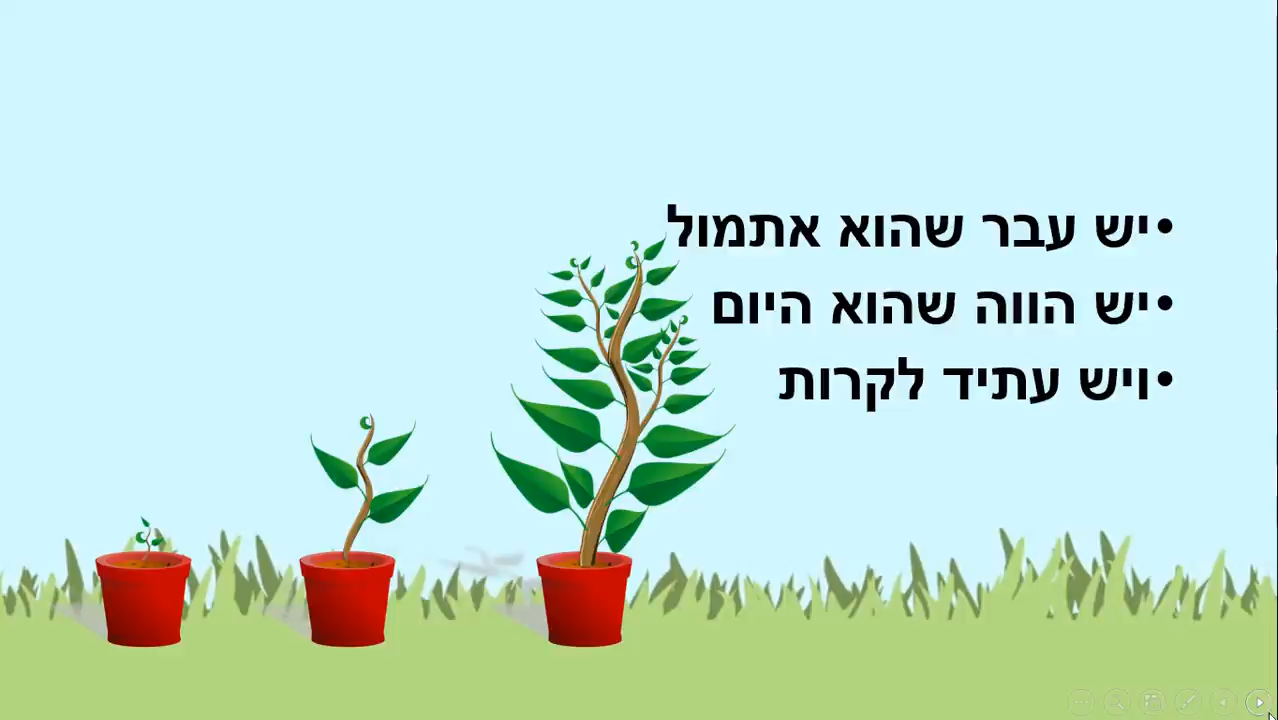 •יש עבר שהוא אתמול
•יש הווה שהוא היום
•ויש עתיד לקרות